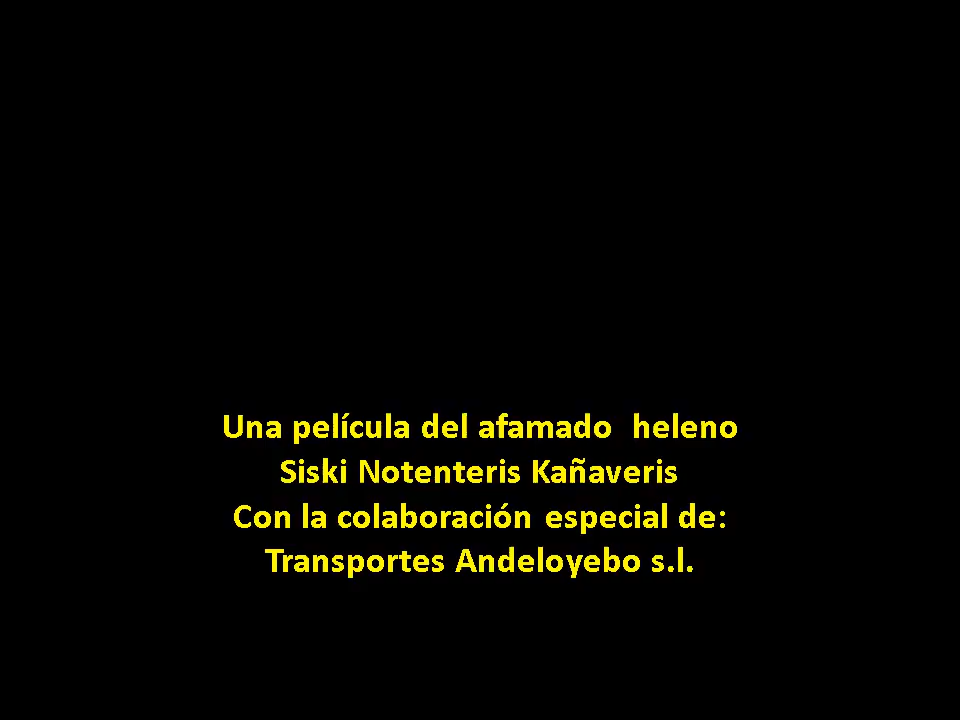 Una película del afamado  heleno
Siski Notenteris Kañaveris
Con la colaboración especial de:
Transportes Andeloyebo s.l.